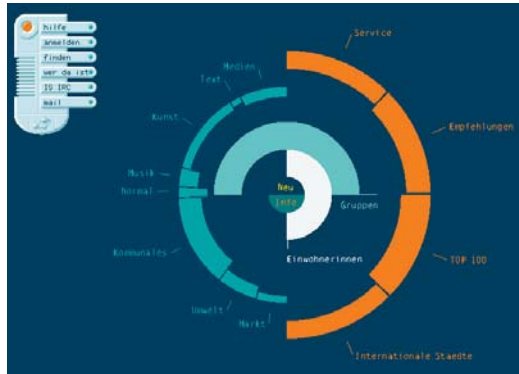 hilfe
anmelden
finden
wer da ist
IS IRC
mail
Service
Medien
Text
Kunst
Empfehlungen
Musik
Normal
Neu
Info
Gruppen
Kommunales
Einwohnerinnen
TOP 100
Umwelt
Markt
Internationale Staedte